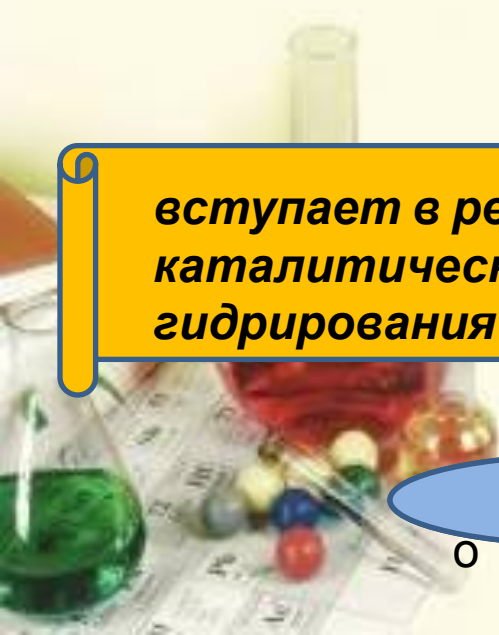 вступает в ре
каталитическ
гидрирования
о